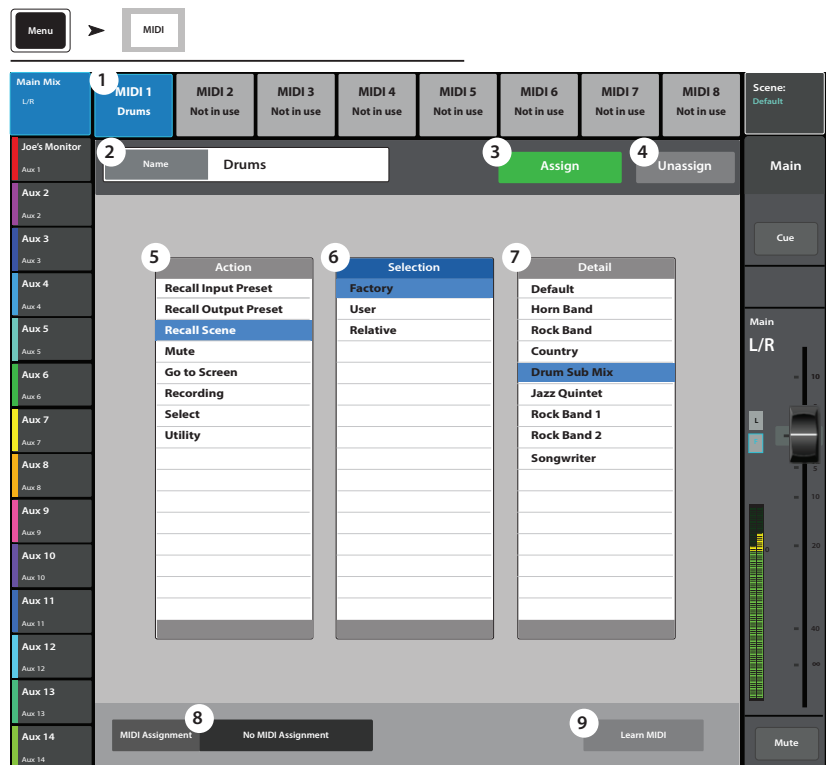 Menu
MIDI
Main Mix
L/R
1
MIDI 1
Drums
MIDI 2
Not in use
MIDI 3
Not in use
MIDI 4
Not in use
MIDI 5
Not in use
MIDI 6
Not in use
MIDI 7
Not in use
MIDI 8
Not in use
Scene:
Default
Joe's Monitor
Aux 1
Aux 2
Aux 2
Aux 3
Aux 3
Aux 4
Aux 4
Aux 5
Aux 5
Aux 6
Aux 6
Aux 7
Aux 7
Aux 8
Aux 8
Aux 9
Aux 9
Aux 10
Aux 10
Aux 11
Aux 11
Aux 12
Aux 12
Aux 13
Aux 13
Aux 14
Aux 14
2
Name
Drums
3
Assign
4
Unassign
5
Action
Recall Input Preset
Recall Output Preset
Recall Scene
Mute
Go to Screen
Recording
Select
Utility
6
Selection
Factory
User
Relative
7
Detail
Default
Horn Band
Rock Band
Country
Drum Sub Mix
Jazz Quintet
Rock Band 1
Rock Band 2
Songwriter
8
MIDI Assignment
No MIDI Assignment
9
Learn MIDI
Main
Cue
Main
L/R
10
L
5
10
20
40
∞
Mute